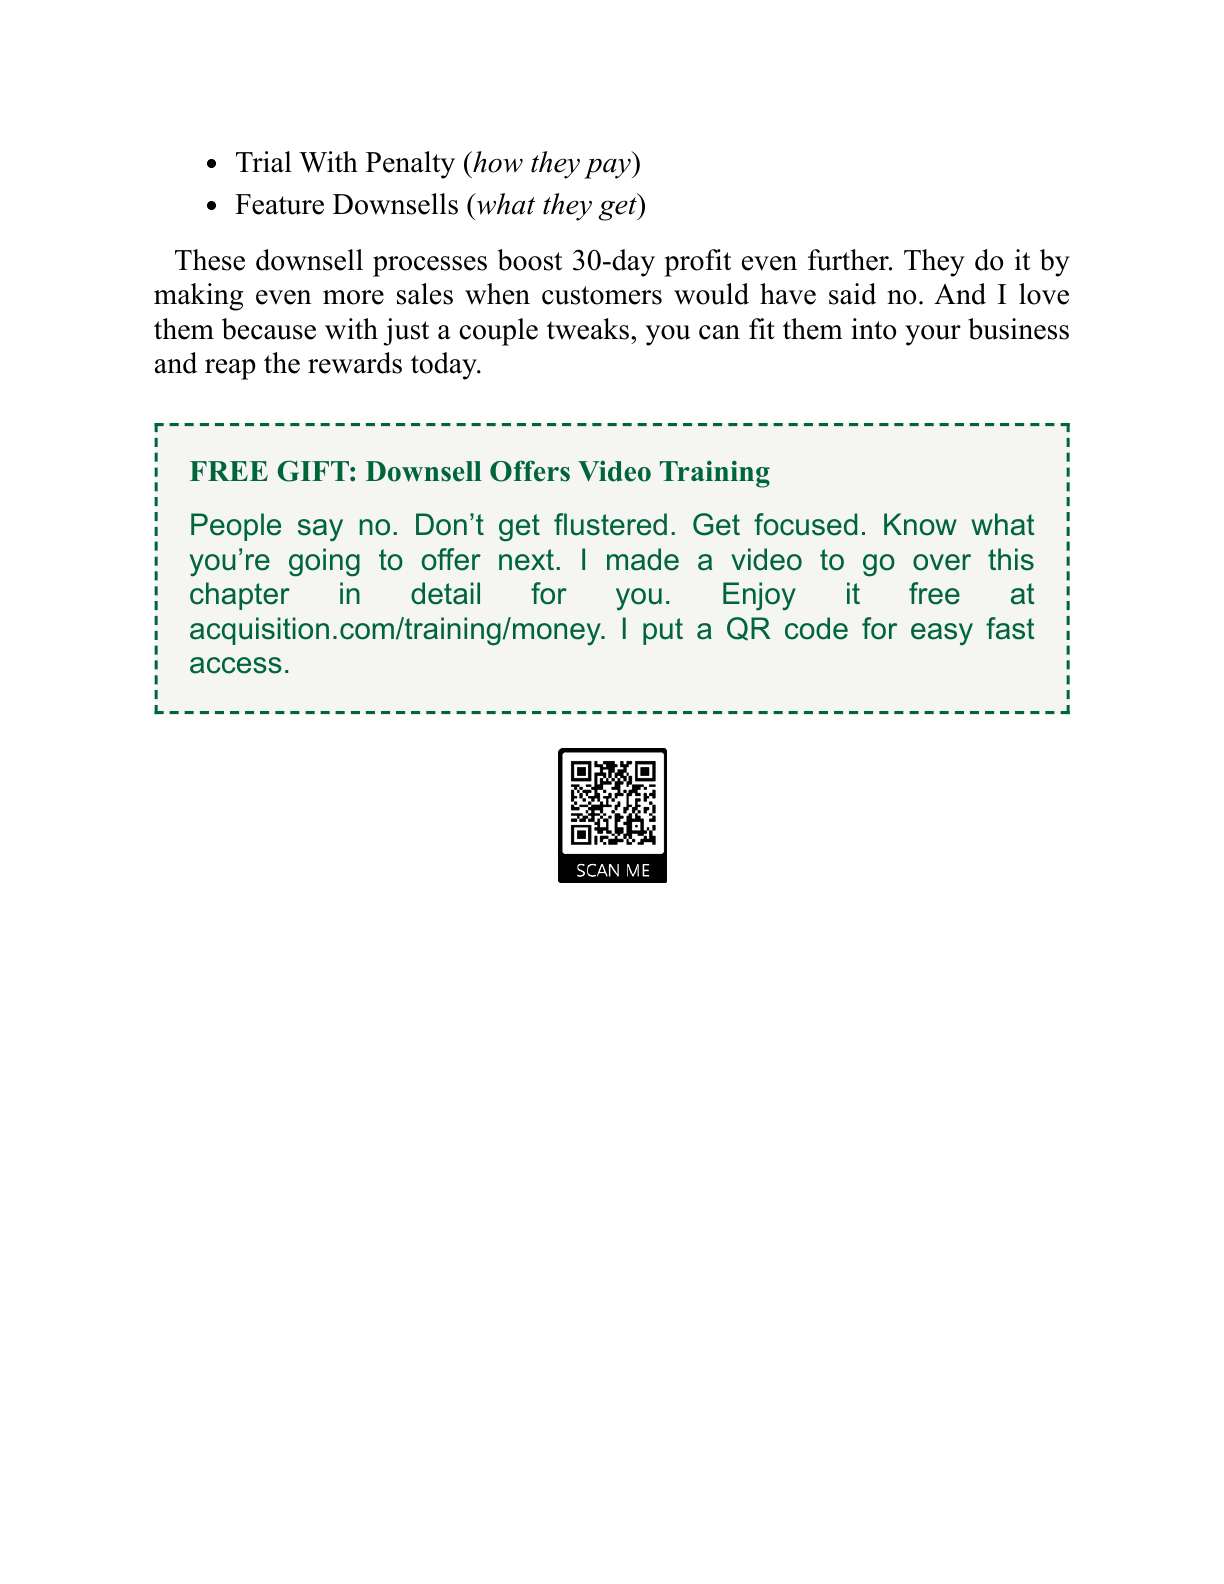 • Trial With Penalty (how they pay)
• Feature Downsells (what they get)
These downsell processes boost 30-day profit even further. They do it by
making even more sales when customers would have said no. And I love
them because with just a couple tweaks, you can fit them into your business
and reap the rewards today.
FREE GIFT: Downsell Offers Video Training
People say no. Don’t get flustered. Get focused. Know what
you’re going to offer next. I made a video to go over this
chapter in detail for you. Enjoy it free at
acquisition.com/training/money. I put a QR code for easy fast
access.
SCAN ME